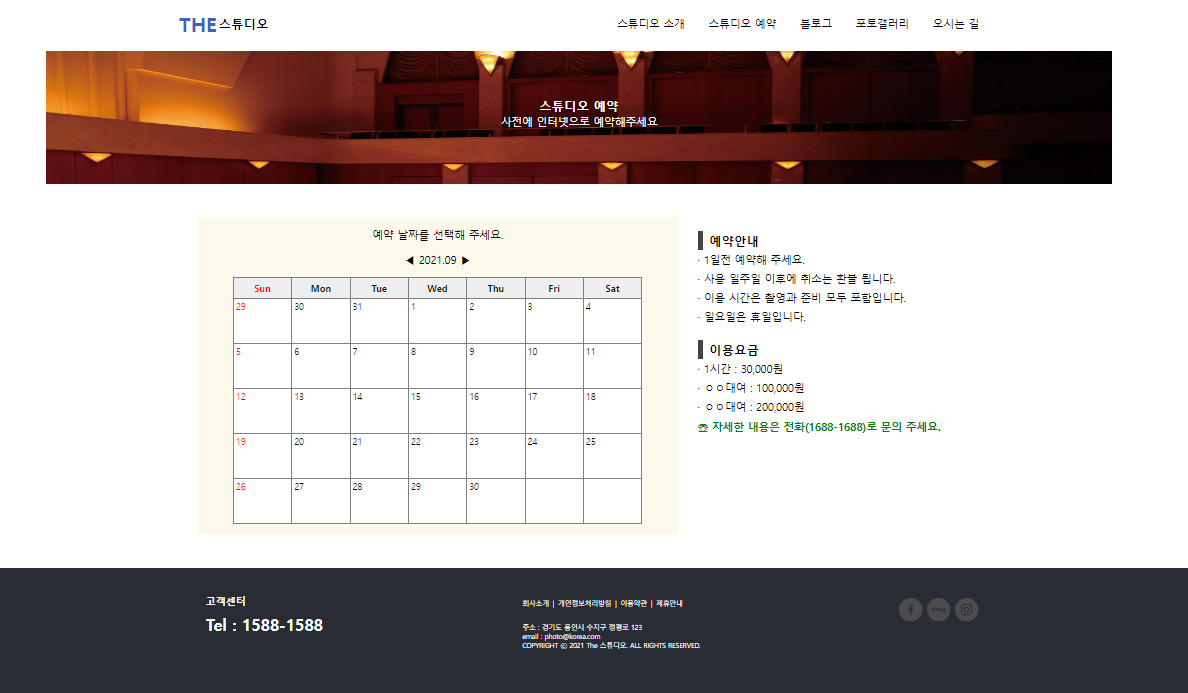 THE스튜디오
스튜디오 소개 스튜디오 예약 블로그 포토갤러리 오시는 길
스튜디오 예약
사전에 인터넷으로 예약해주세요
예약 날짜를 선택해 주세요.
◀ 2021.09 ▶
Sun Mon Tue Wed Thu Fri Sat
29 30 31 1 2 3 4
5 6 7 8 9 10 11
12 13 14 15 16 17 18
19 20 21 22 23 24 25
26 27 28 29 30
예약안내
· 1일전 예약해 주세요.
· 사용 일주일 이후에 취소는 환불 됩니다.
· 이용 시간은 촬영과 준비 모두 포함입니다.
· 일요일은 휴일입니다.
이용요금
· 1시간 : 30,000원
· ㅇㅇ대여 : 100,000원
· ㅇㅇ대여 : 200,000원
☎ 자세한 내용은 전화(1688-1688)로 문의 주세요.
고객센터
Tel : 1588-1588
회사소개 | 개인정보처리방침 | 이용약관 | 제휴안내
주소 : 경기도 용인시 수지구 정평로 123
email : photo@korea.com
COPYRIGHT ⓒ 2021 The 스튜디오. ALL RIGHTS RESERVED.
blog